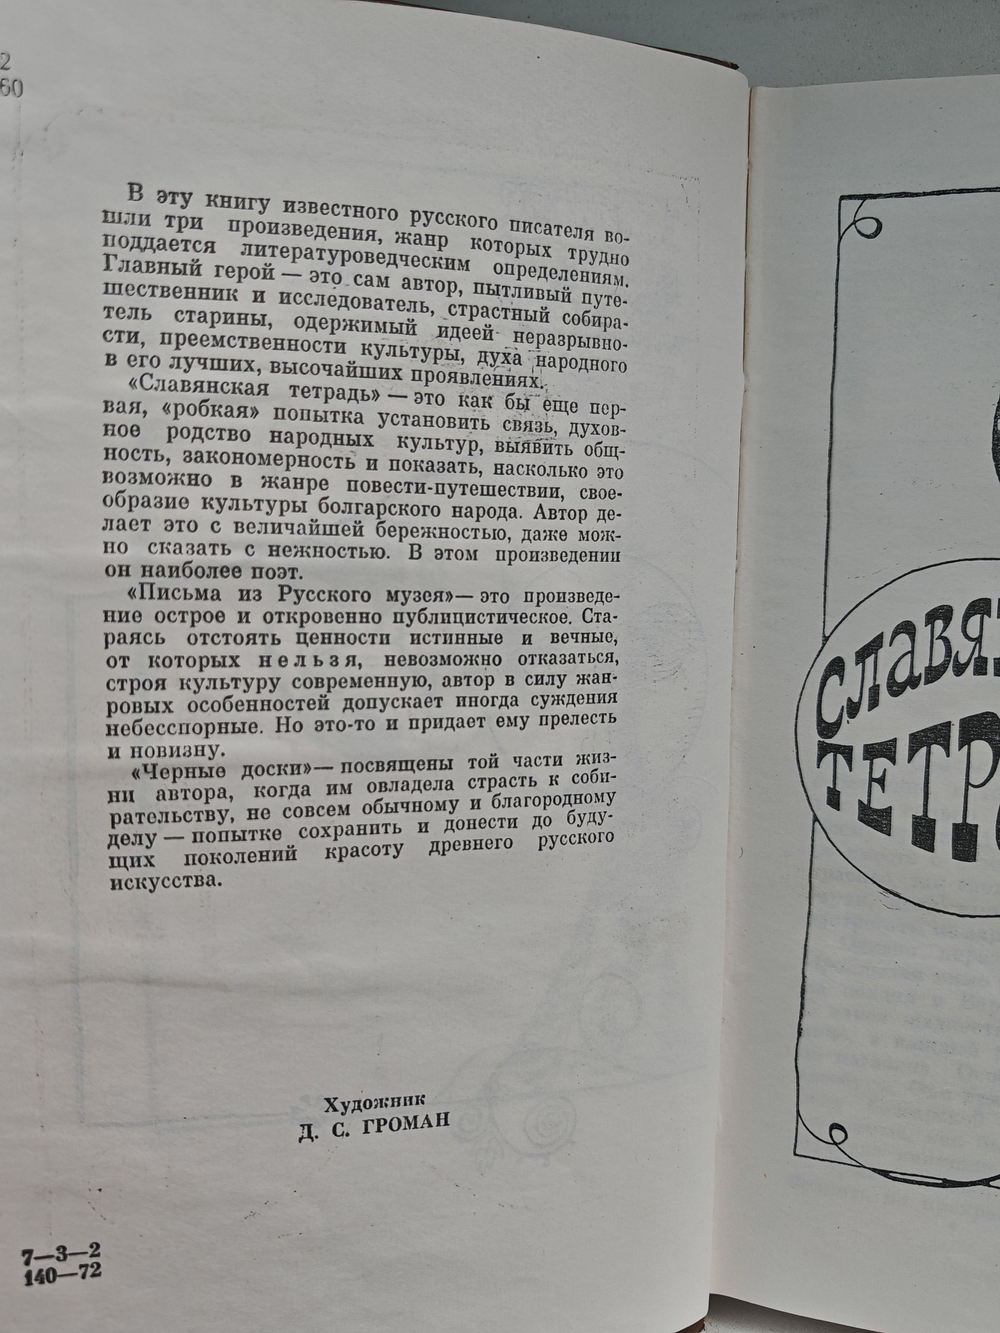 2
60
В эту книгу известного русского писателя во-
шли три произведения, жанр которых трудно
поддается литературоведческим определениям.
Главный герой — это сам автор, пытливый путе-
шественник и исследователь, страстный собира-
тель старины, одержимый идеей неразрывно-
сти, преемственности культуры, духа народного
в его лучших, высочайших проявлениях.
«Славянская тетрадь» — это как бы еще пер-
вая, «робкая» попытка установить связь, духов-
ное родство народных культур, выявить общ-
ность, закономерность и показать, насколько это
возможно в жанре повести-путешествии, свое-
образие культуры болгарского народа. Автор де-
лает это с величайшей бережностью, даже мож-
но сказать с нежностью. В этом произведении
он наиболее поэт.
«Письма из Русского музея» — это произведе-
ние острое и откровенно публицистическое. Ста-
раясь отстоять ценности истинные и вечные,
от которых нельзя, невозможно отказаться,
строя культуру современную, автор в силу жан-
ровых особенностей допускает иногда суждения
небесспорные. Но это-то и придает ему прелесть
и новизну.
«Черные доски» — посвящены той части жиз-
ни автора, когда им овладела страсть к соби-
рательству, не совсем обычному и благородному
делу — попытке сохранить и донести до буду-
щих поколений красоту древнего русского
искусства.
Художник
Д. С. ГРОМАН
7—3—2
140—72
СЛАВЯ
ТЕТР